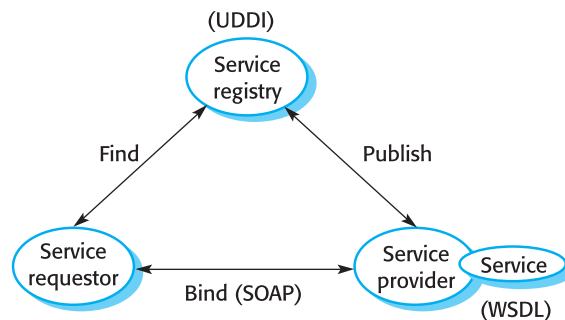 (UDDI)
Service
registry
Find
Publish
Service
requestor
Bind (SOAP)
Service
provider
Service
(WSDL)